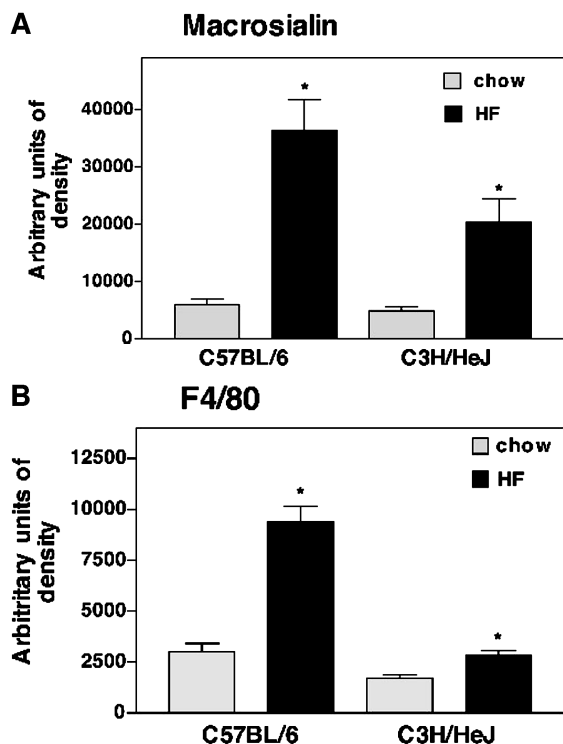 A
Macrosialin
Arbitrary units of
density
40000
30000
20000
10000
0
*
*
chow
HF
C57BL/6
C3H/HeJ
B
F4/80
Arbitritary units of
density
12500
10000
7500
5000
2500
0
*
*
chow
HF
C57BL/6
C3H/HeJ